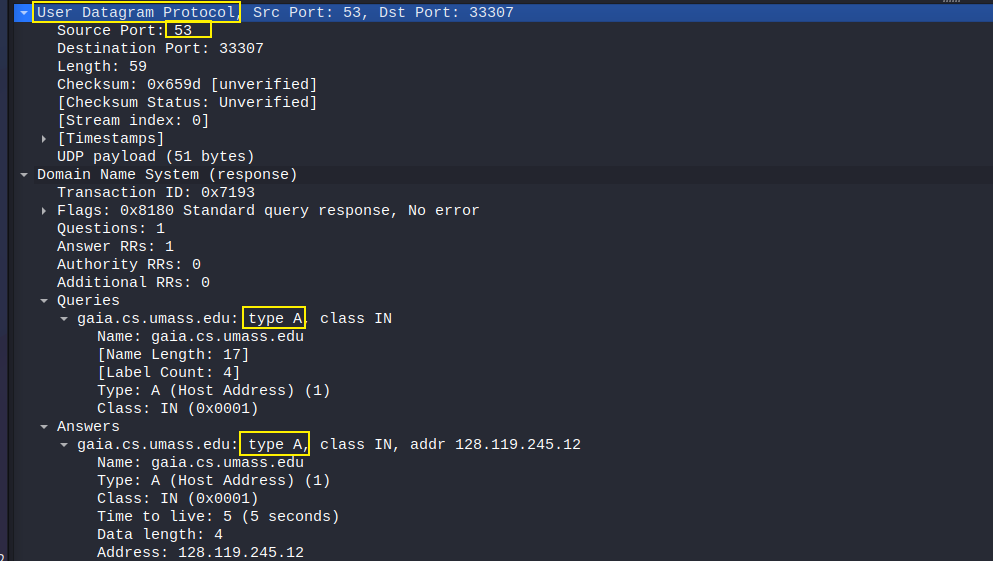 User Datagram Protocol, Src Port: 53, Dst Port: 33307
Source Port: 53
Destination Port: 33307
Length: 59
Checksum: 0x659d [unverified]
[Checksum Status: Unverified]
[Stream index: 0]
[Timestamps]
UDP payload (51 bytes)
Domain Name System (response)
Transaction ID: 0x7193
Flags: 0x8180 Standard query response, No error
Questions: 1
Answer RRs: 1
Authority RRs: 0
Additional RRs: 0
Queries
gaia.cs.umass.edu: type A, class IN
Name: gaia.cs.umass.edu
[Name Length: 17]
[Label Count: 4]
Type: A (Host Address) (1)
Class: IN (0x0001)
Answers
gaia.cs.umass.edu: type A, class IN, addr 128.119.245.12
Name: gaia.cs.umass.edu
Type: A (Host Address) (1)
Class: IN (0x0001)
Time to live: 5 (5 seconds)
Data length: 4
Address: 128.119.245.12